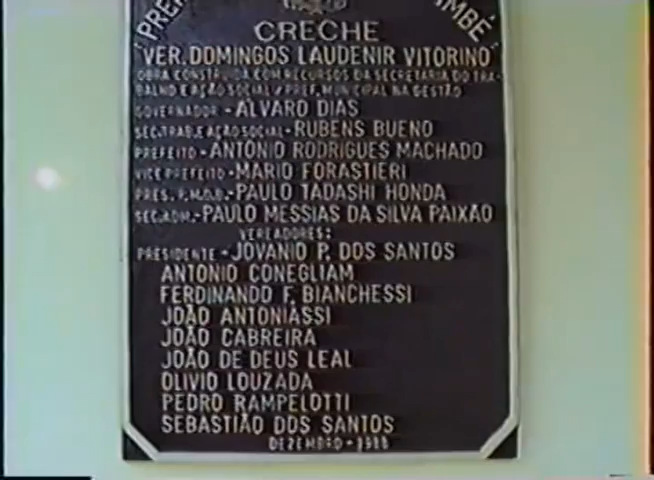 "PREF MBÉ"
CRECHE
"VER. DOMINGOS LAUDENIR VITORINO"
OBRA CONSTRUIDA COM RECURSOS DA SECRETARIA DO TRA-
BALHO E AÇÃO SOCIAL / PREF. MUNICIPAL NA GESTÃO
GOVERNADOR - ALVARO DIAS
SEC. TRAB. E AÇÃO SOCIAL - RUBENS BUENO
PREFEITO - ANTONIO RODRIGUES MACHADO
VICE PREFEITO - MARIO FORASTIERI
PRES. P.M.D.B. - PAULO TADASHI HONDA
SEC. ADM. - PAULO MESSIAS DA SILVA PAIXÃO
VEREADORES:
PRESIDENTE - JOVANIO P. DOS SANTOS
ANTONIO CONEGLIAM
FERDINANDO F. BIANCHESSI
JOÃO ANTONIASSI
JOÃO CABREIRA
JOÃO DE DEUS LEAL
OLIVIO LOUZADA
PEDRO RAMPELOTTI
SEBASTIÃO DOS SANTOS
DEZEMBRO - 1988